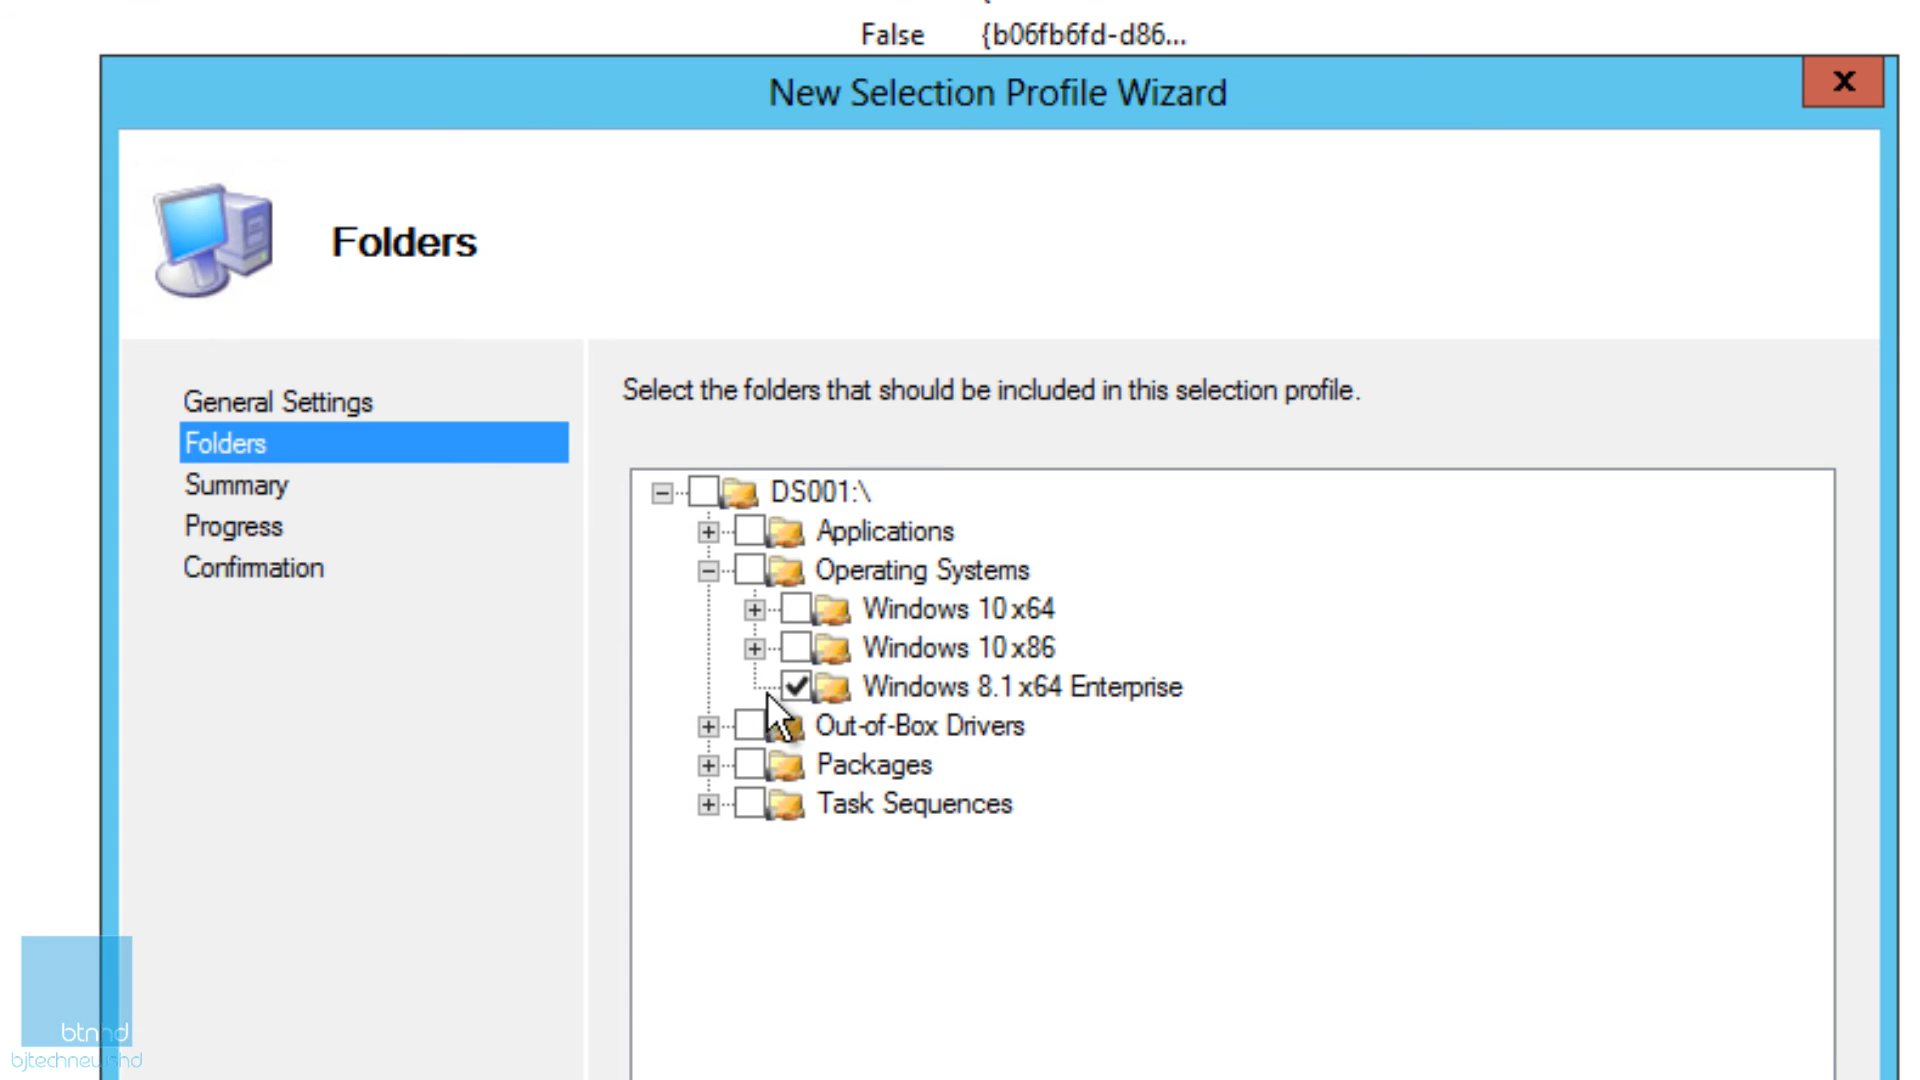 False {b06fb6fd-d86...
New Selection Profile Wizard
x
Folders
General Settings
Folders
Summary
Progress
Confirmation
Select the folders that should be included in this selection profile.
DS001:\
Applications
Operating Systems
Windows 10 x64
Windows 10 x86
Windows 8.1 x64 Enterprise
Out-of-Box Drivers
Packages
Task Sequences
btnhd
bjtechnewshd